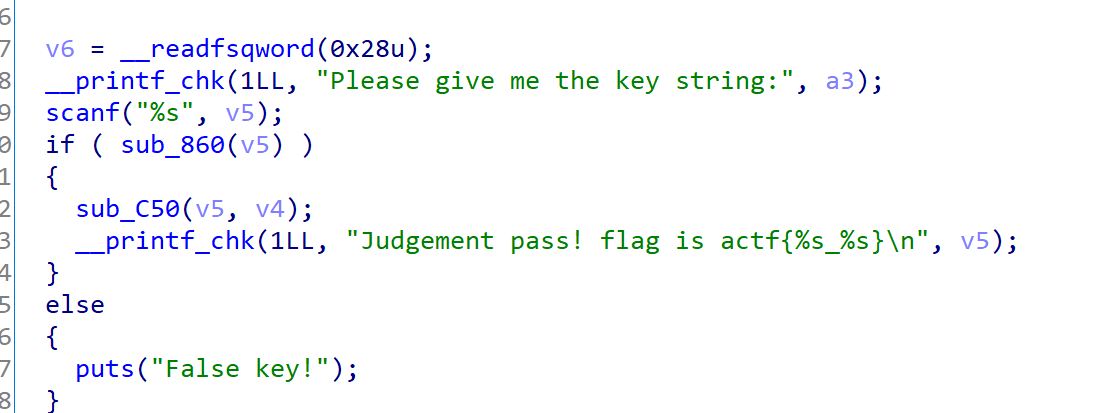 6
7 v6 = __readfsqword(0x28u);
8 __printf_chk(1LL, "Please give me the key string:", a3);
9 scanf("%s", v5);
0 if ( sub_860(v5) )
1 {
2 sub_C50(v5, v4);
3 __printf_chk(1LL, "Judgement pass! flag is actf{%s_%s}\n", v5);
4 }
5 else
6 {
7 puts("False key!");
8 }